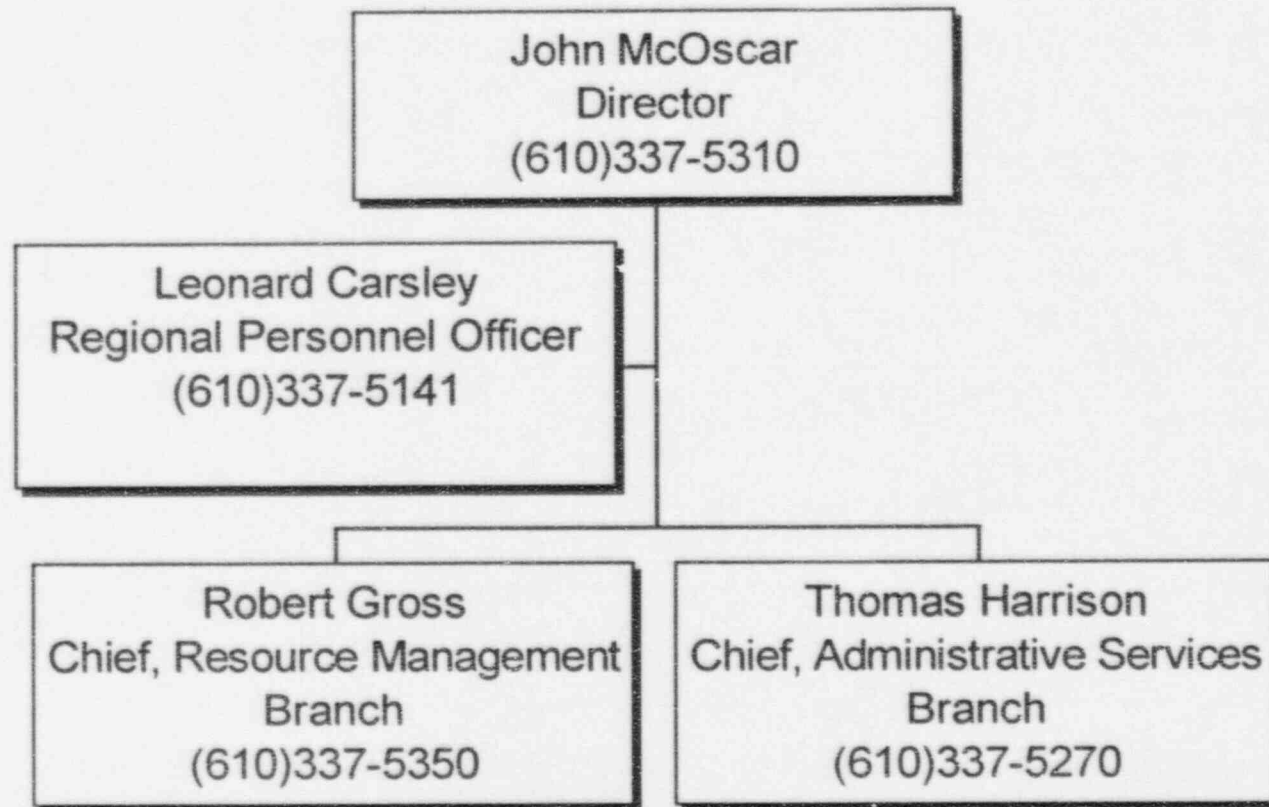 John McOscar
Director
(610)337-5310
Leonard Carsley
Regional Personnel Officer
(610)337-5141
Robert Gross
Chief, Resource Management
Branch
(610)337-5350
Thomas Harrison
Chief, Administrative Services
Branch
(610)337-5270